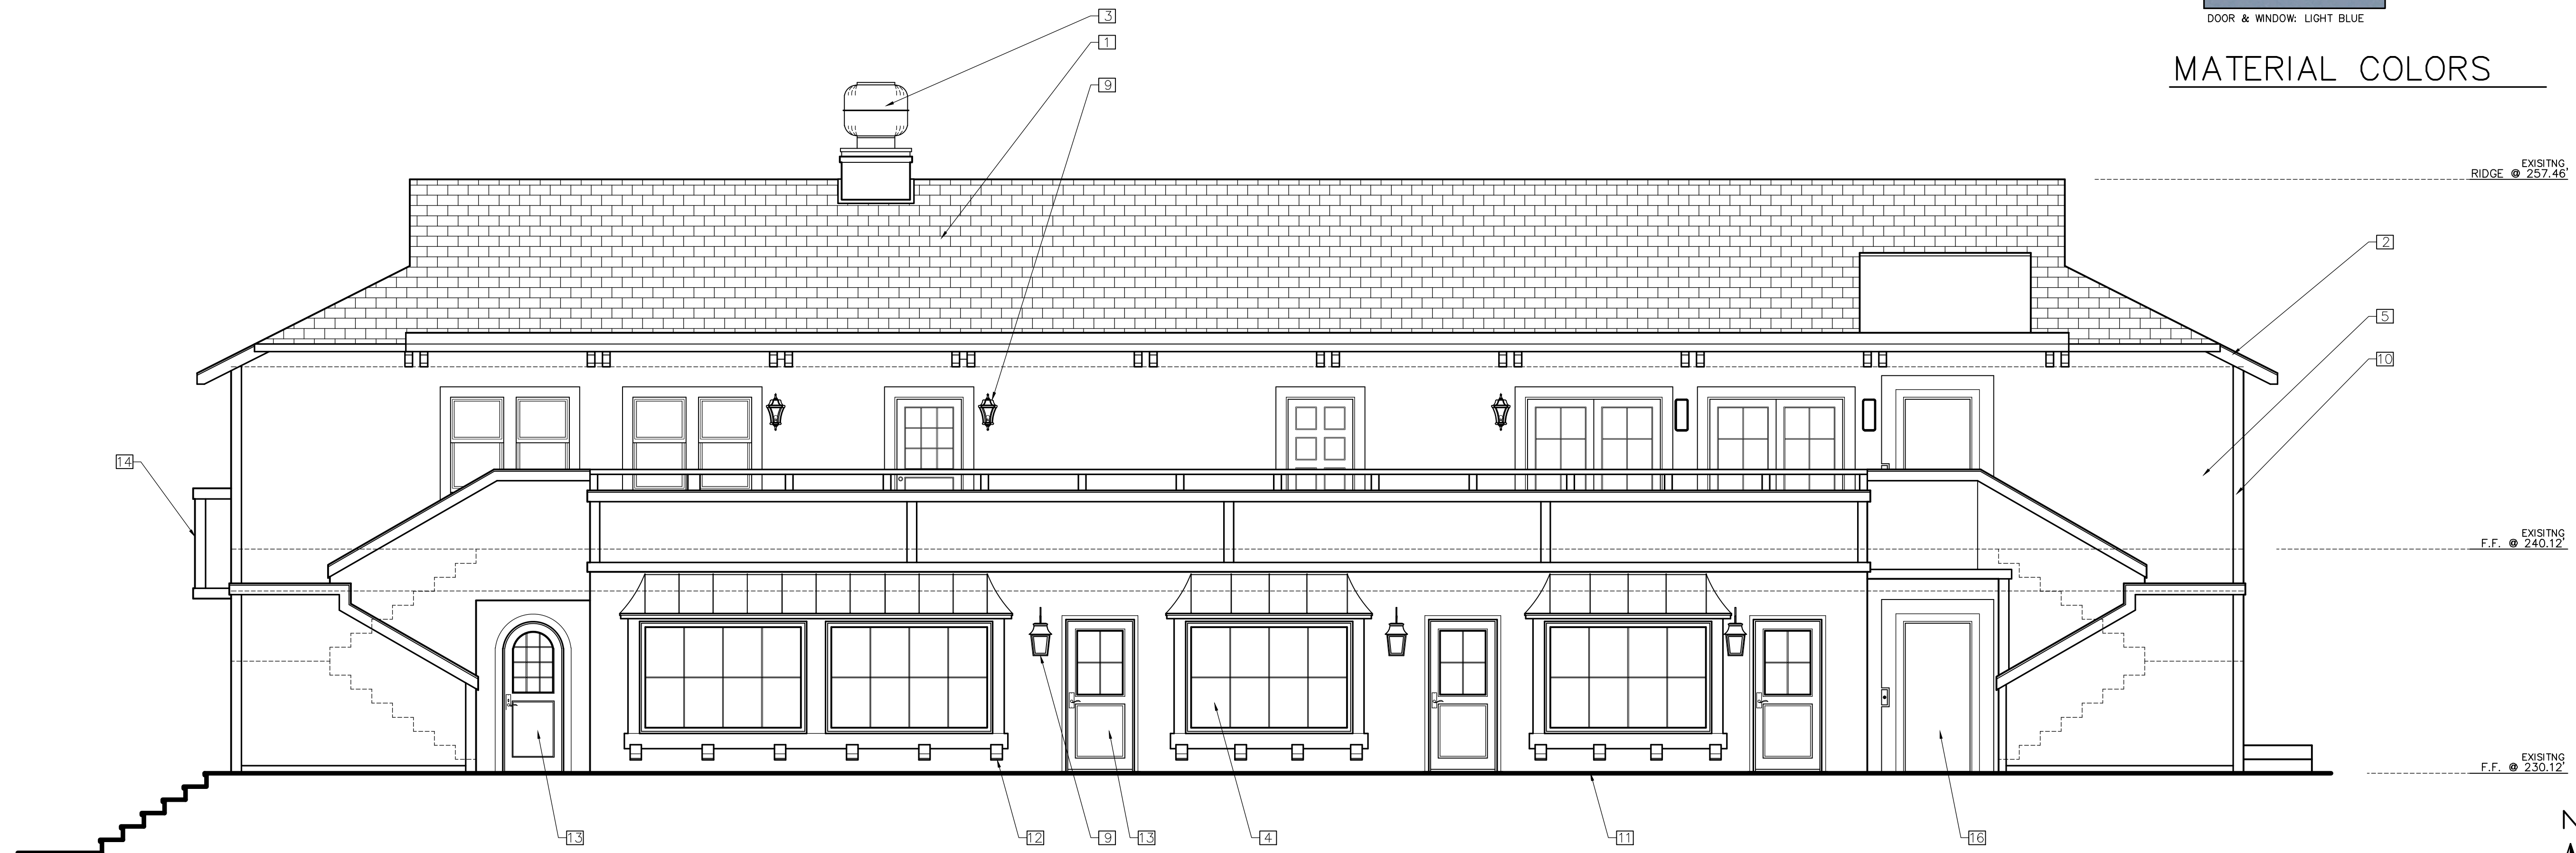 DOOR & WINDOW: LIGHT BLUE
MATERIAL COLORS
3
1
9
EXISITNG
RIDGE @ 257.46'
2
5
10
14
EXISITNG
F.F. @ 240.12'
EXISITNG
F.F. @ 230.12'
13
12
9
13
4
11
16